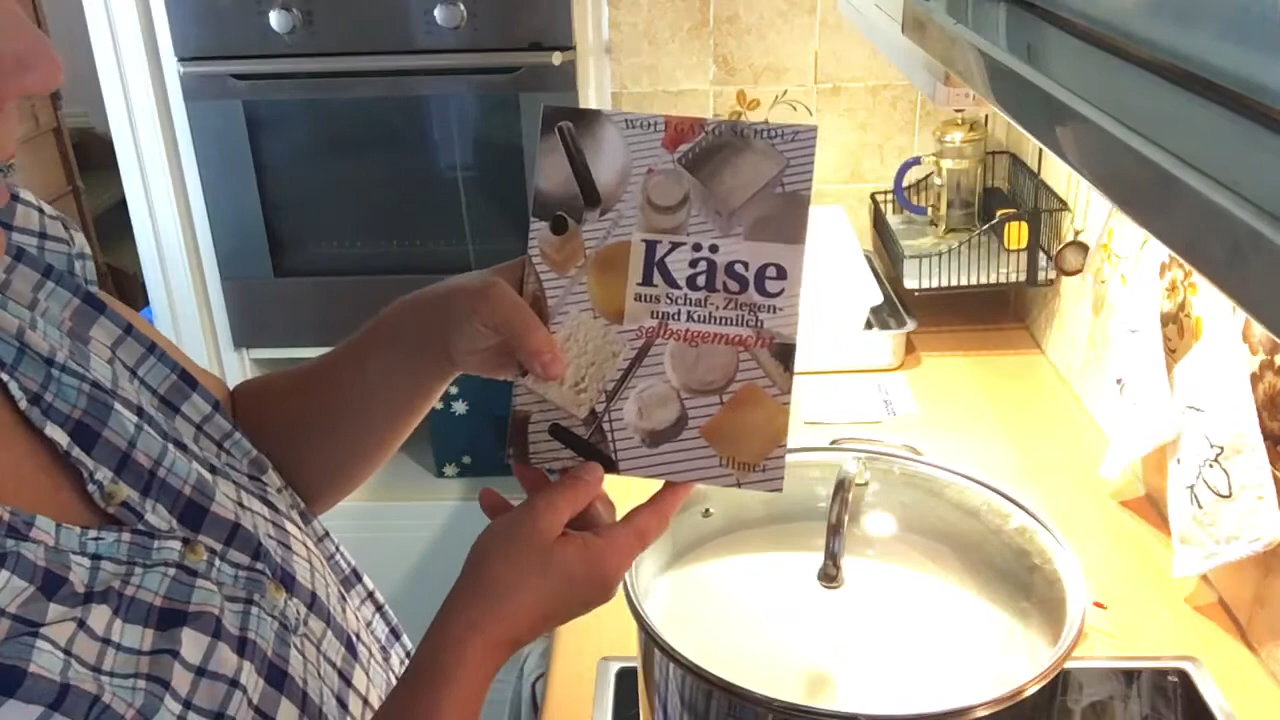 WOLFGANG SCHOLZ
Käse
aus Schaf-, Ziegen-
und Kuhmilch
selbstgemacht
Ulmer